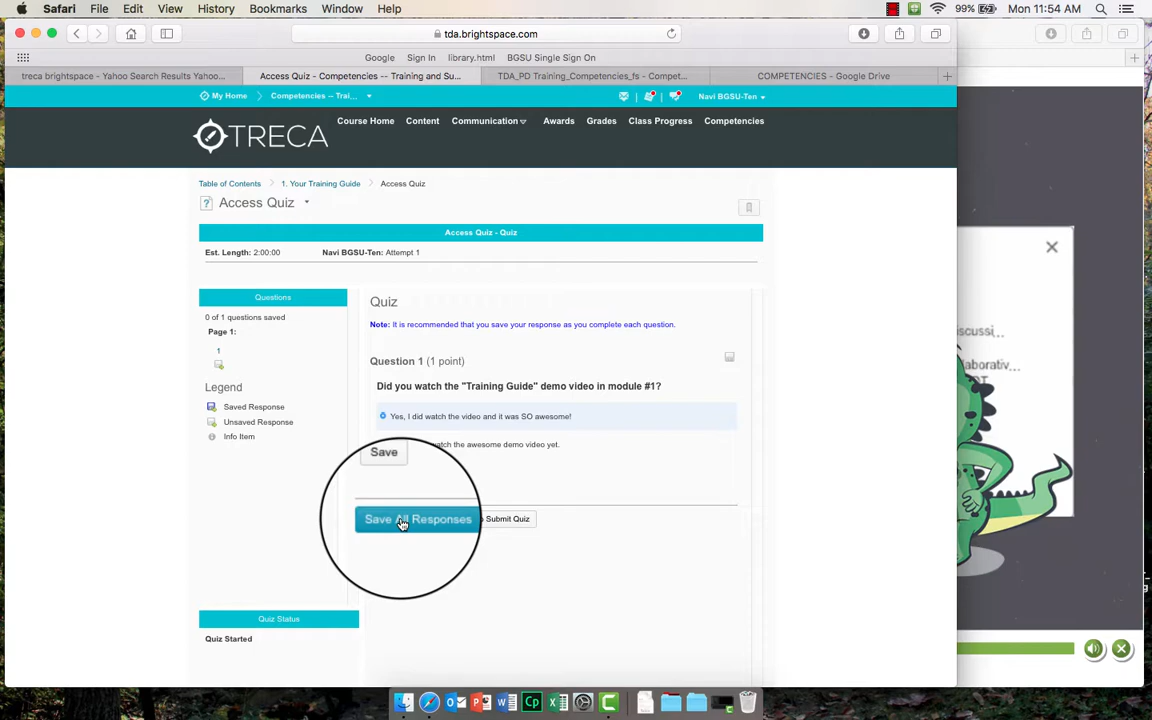 Safari File Edit View History Bookmarks Window Help 99% Mon 11:54 AM
tda.brightspace.com
Google Sign In library.html BGSU Single Sign On
treca brightspace - Yahoo Search Results Yahoo... Access Quiz - Competencies -- Training and Su... TDA_PD Training_Competencies_fs - Compet... COMPETENCIES - Google Drive
My Home Competencies -- Trai... Navi BGSU-Ten
TRECA Course Home Content Communication Awards Grades Class Progress Competencies
Table of Contents 1. Your Training Guide Access Quiz
Access Quiz
Access Quiz - Quiz
Est. Length: 2:00:00 Navi BGSU-Ten: Attempt 1
Questions
0 of 1 questions saved
Page 1:
1
Legend
Saved Response
Unsaved Response
Info Item
Quiz
Note: It is recommended that you save your response as you complete each question.
Question 1 (1 point)
Did you watch the "Training Guide" demo video in module #1?
Yes, I did watch the video and it was SO awesome!
watch the awesome demo video yet.
Save
Save All Responses Submit Quiz
Quiz Status
Quiz Started
scussi...
laborativ...
Cp